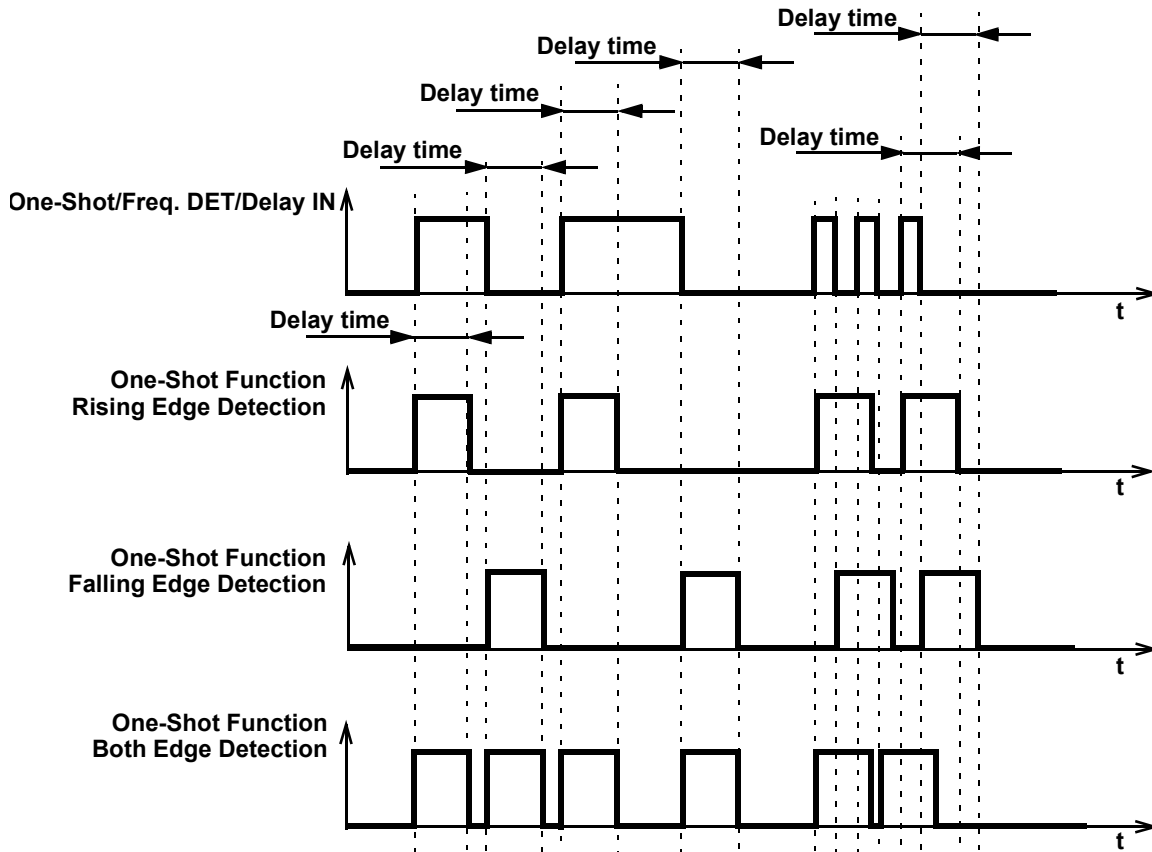 Delay time
Delay time
Delay time
Delay time
Delay time
One-Shot/Freq. DET/Delay IN
t
Delay time
One-Shot Function
Rising Edge Detection
t
One-Shot Function
Falling Edge Detection
t
One-Shot Function
Both Edge Detection
t